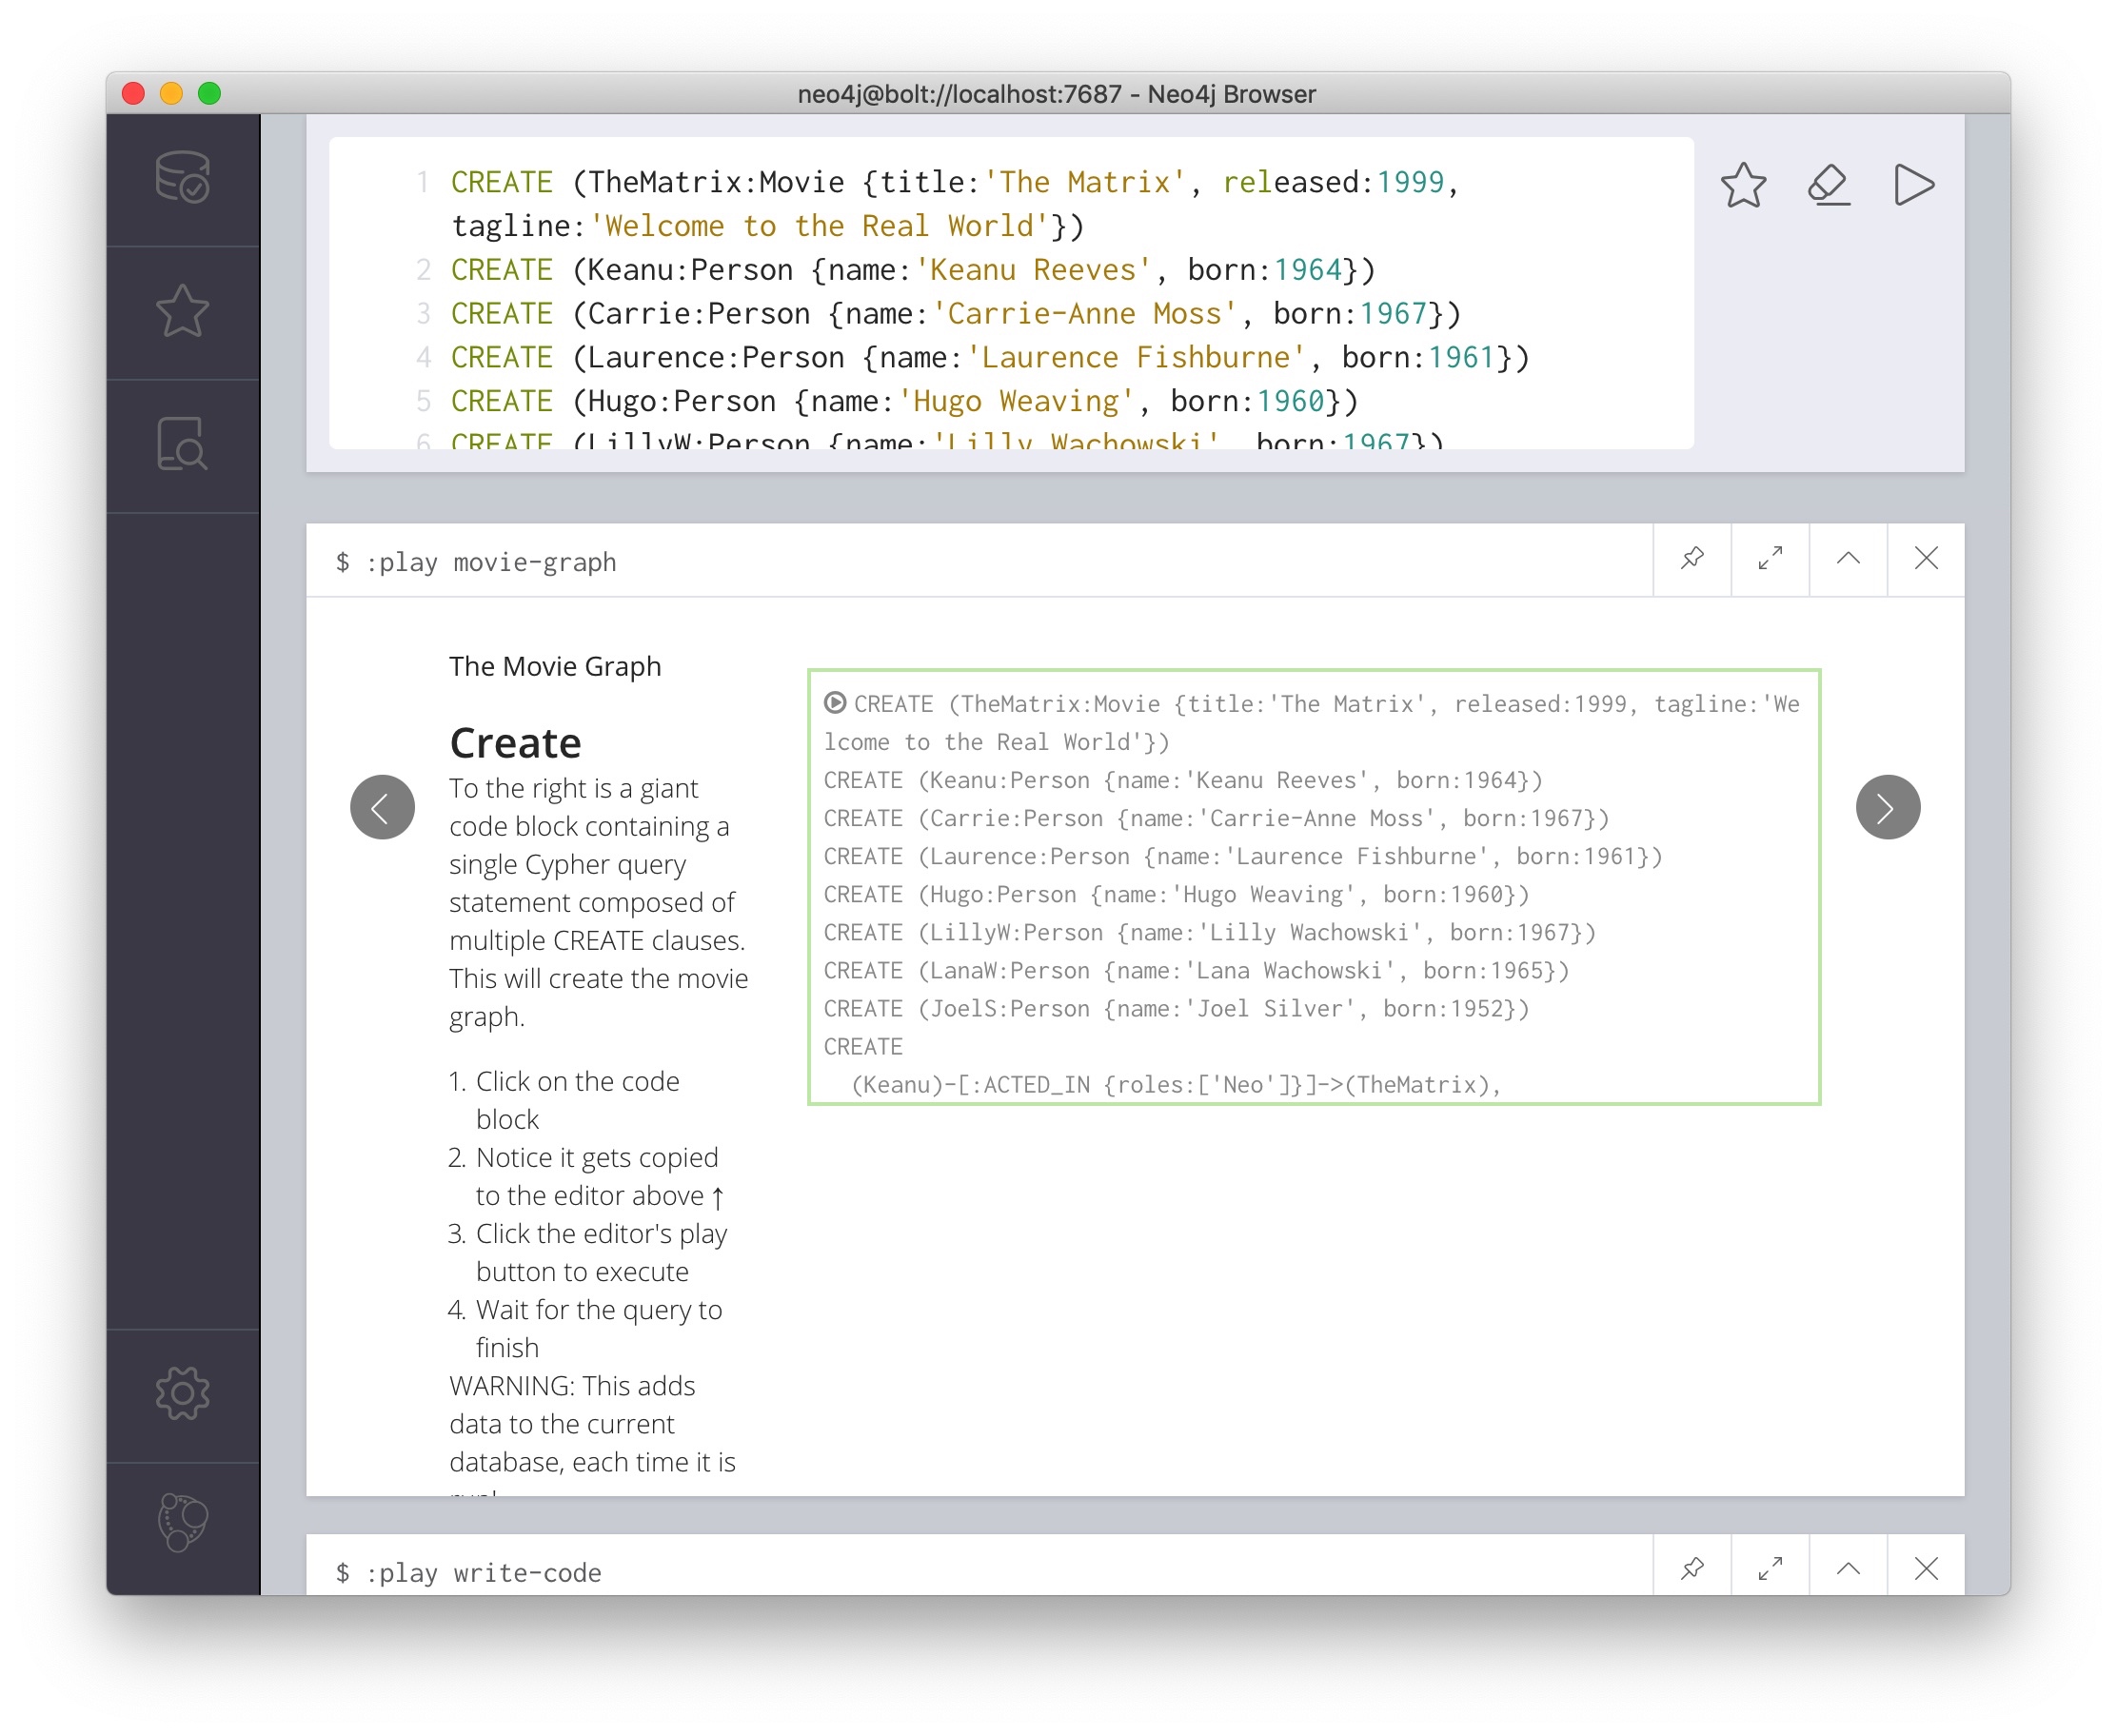 neo4j@bolt://localhost:7687 - Neo4j Browser
1 CREATE (TheMatrix:Movie {title:'The Matrix', released:1999,
tagline:'Welcome to the Real World'})
2 CREATE (Keanu:Person {name:'Keanu Reeves', born:1964})
3 CREATE (Carrie:Person {name:'Carrie-Anne Moss', born:1967})
4 CREATE (Laurence:Person {name:'Laurence Fishburne', born:1961})
5 CREATE (Hugo:Person {name:'Hugo Weaving', born:1960})
6 CREATE (LillyW:Person {name:'Lilly Wachowski', born:1967})
$ :play movie-graph
The Movie Graph
Create
To the right is a giant
code block containing a
single Cypher query
statement composed of
multiple CREATE clauses.
This will create the movie
graph.
1. Click on the code
block
2. Notice it gets copied
to the editor above ↑
3. Click the editor's play
button to execute
4. Wait for the query to
finish
WARNING: This adds
data to the current
database, each time it is
CREATE (TheMatrix:Movie {title:'The Matrix', released:1999, tagline:'We
lcome to the Real World'})
CREATE (Keanu:Person {name:'Keanu Reeves', born:1964})
CREATE (Carrie:Person {name:'Carrie-Anne Moss', born:1967})
CREATE (Laurence:Person {name:'Laurence Fishburne', born:1961})
CREATE (Hugo:Person {name:'Hugo Weaving', born:1960})
CREATE (LillyW:Person {name:'Lilly Wachowski', born:1967})
CREATE (LanaW:Person {name:'Lana Wachowski', born:1965})
CREATE (JoelS:Person {name:'Joel Silver', born:1952})
CREATE
(Keanu)-[:ACTED_IN {roles:['Neo']}]->(TheMatrix),
$ :play write-code